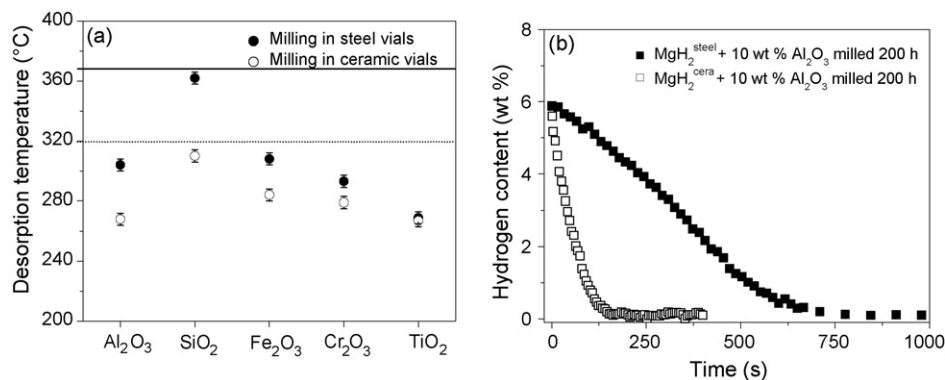 (a)
● Milling in steel vials
○ Milling in ceramic vials
Desorption temperature (°C)
400
360
320
280
240
200
Al₂O₃ SiO₂ Fe₂O₃ Cr₂O₃ TiO₂
(b)
■ MgH₂ˢᵗᵉᵉˡ + 10 wt % Al₂O₃ milled 200 h
□ MgH₂ᶜᵉʳᵃ + 10 wt % Al₂O₃ milled 200 h
Hydrogen content (wt %)
8
6
4
2
0
0 250 500 750 1000
Time (s)